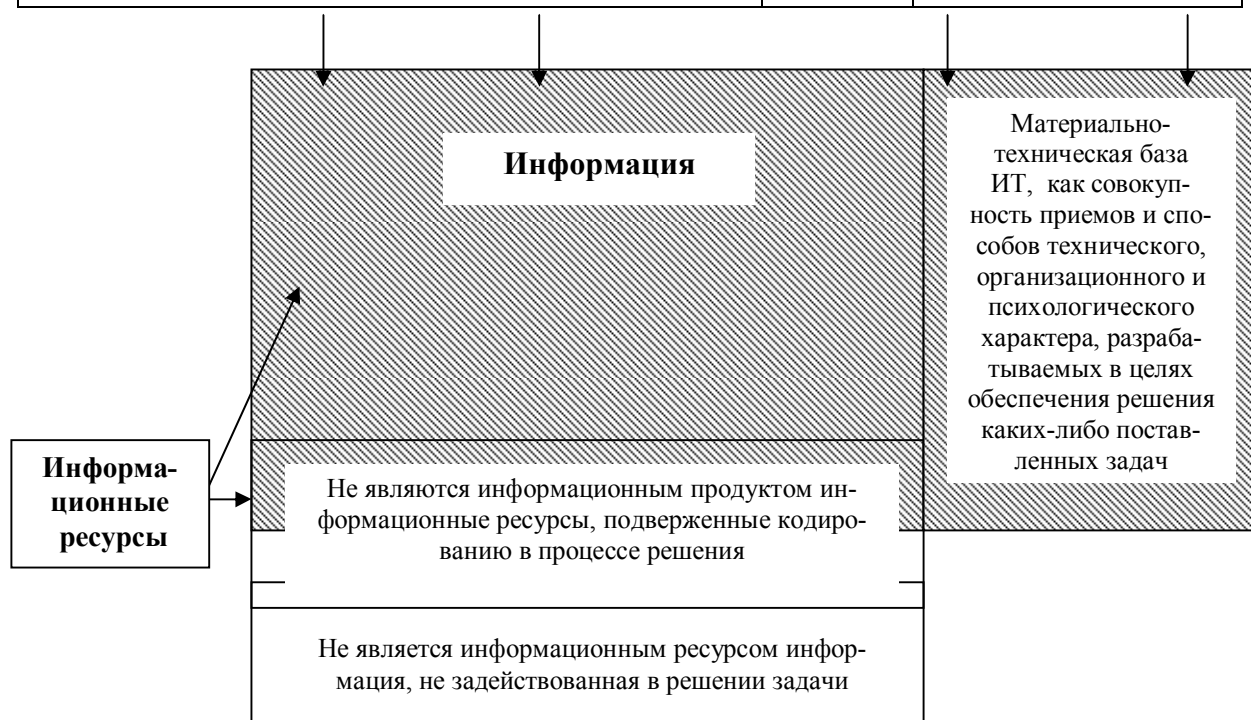 Информация
Материально-
техническая база
ИТ, как совокуп-
ность приемов и спо-
собов технического,
организационного и
психологического
характера, разраба-
тываемых в целях
обеспечения решения
каких-либо постав-
ленных задач
Информа-
ционные
ресурсы
Не являются информационным продуктом ин-
формационные ресурсы, подверженные кодиро-
ванию в процессе решения
Не является информационным ресурсом инфор-
мация, не задействованная в решении задачи